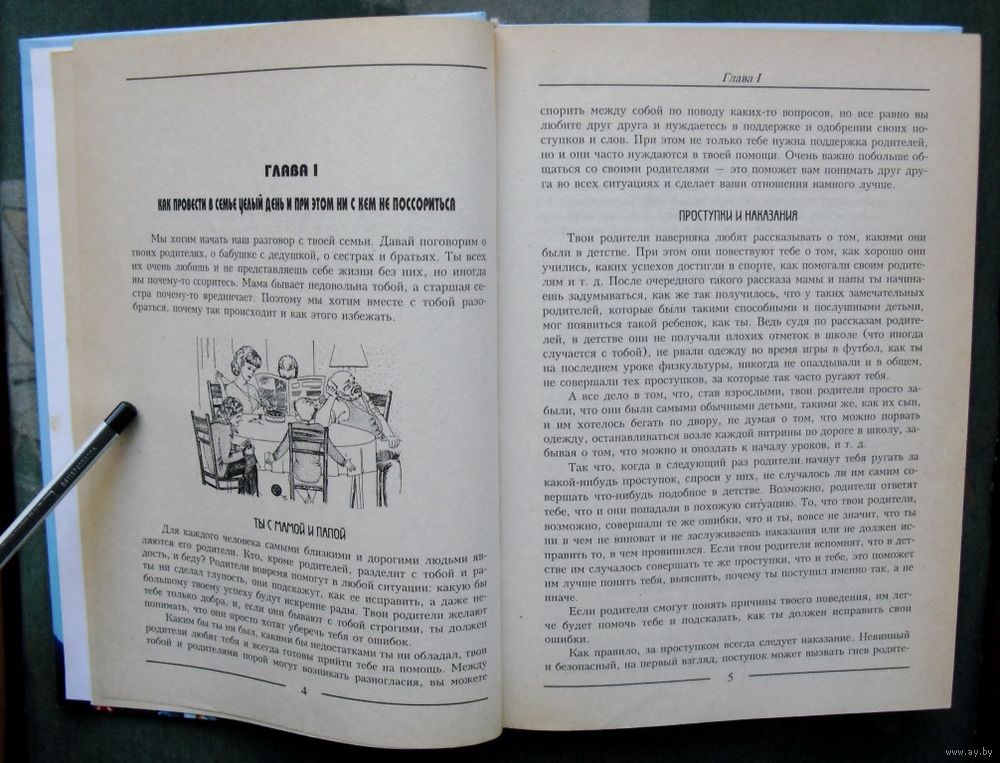 ГЛАВА I
КАК ПРОВЕСТИ В СЕМЬЕ ЦЕЛЫЙ ДЕНЬ И ПРИ ЭТОМ НИ С КЕМ НЕ ПОССОРИТЬСЯ
Мы хотим начать наш разговор с твоей семьи. Давай поговорим о
твоих родителях, о бабушке с дедушкой, о сестрах и братьях. Ты всех
их очень любишь и не представляешь себе жизни без них, но иногда
вы почему-то ссоритесь. Мама бывает недовольна тобой, а старшая се-
стра почему-то вредничает. Поэтому мы хотим вместе с тобой разо-
браться, почему так происходит и как этого избежать.
ТЫ С МАМОЙ И ПАПОЙ
Для каждого человека самыми близкими и дорогими людьми яв-
ляются его родители. Кто, кроме родителей, разделит с тобой и ра-
дость, и беду? Родители вовремя помогут в любой ситуации: какую бы
ты ни сделал глупость, они подскажут, как ее исправить, а даже не-
большому твоему успеху будут искренне рады. Твои родители желают
тебе только добра, и, если они бывают с тобой строгими, ты должен
понимать, что они просто хотят уберечь тебя от ошибок.
Каким бы ты ни был, какими бы недостатками ты ни обладал, твои
родители любят тебя и всегда готовы прийти тебе на помощь. Между
тобой и родителями порой могут возникать разногласия, вы можете
4
Глава I
спорить между собой по поводу каких-то вопросов, но все равно вы
любите друг друга и нуждаетесь в поддержке и одобрении своих по-
ступков и слов. При этом не только тебе нужна поддержка родителей,
но и они часто нуждаются в твоей помощи. Очень важно побольше об-
щаться со своими родителями — это поможет вам понимать друг дру-
га во всех ситуациях и сделает ваши отношения намного лучше.
ПРОСТУПКИ И НАКАЗАНИЯ
Твои родители наверняка любят рассказывать о том, какими они
были в детстве. При этом они повествуют тебе о том, как хорошо они
учились, каких успехов достигли в спорте, как помогали своим родите-
лям и т. д. После очередного такого рассказа мамы и папы ты начина-
ешь задумываться, как же так получилось, что у таких замечательных
родителей, которые были такими способными и послушными детьми,
мог появиться такой ребенок, как ты. Ведь судя по рассказам родите-
лей, в детстве они не получали плохих отметок в школе (что иногда
случается с тобой), не рвали одежду во время игры в футбол, как ты
на последнем уроке физкультуры, никогда не опаздывали и в общем,
не совершали тех проступков, за которые так часто ругают тебя.
А все дело в том, что, став взрослыми, твои родители просто за-
были, что они были самыми обычными детьми, такими же, как их сын,
и им хотелось бегать по двору, не думая о том, что можно порвать
одежду, останавливаться возле каждой витрины по дороге в школу, за-
бывая о том, что можно и опоздать к началу уроков, и т. д.
Так что, когда в следующий раз родители начнут тебя ругать за
какой-нибудь проступок, спроси у них, не случалось ли им самим со-
вершать что-нибудь подобное в детстве. Возможно, родители ответят
тебе, что и они попадали в похожую ситуацию. То, что твои родители,
возможно, совершали те же ошибки, что и ты, вовсе не значит, что ты
ни в чем не виноват и не заслуживаешь наказания или не должен ис-
править то, в чем провинился. Если твои родители вспомнят, что в дет-
стве им случалось совершать те же проступки, что и тебе, это поможет
им лучше понять тебя, выяснить, почему ты поступил именно так, а не
иначе.
Если родители смогут понять причины твоего поведения, им лег-
че будет помочь тебе и подсказать, как ты должен исправить свои
ошибки.
Как правило, за проступком всегда следует наказание. Невинный
и безопасный, на первый взгляд, поступок может вызвать гнев родите-
5
www.ay.by